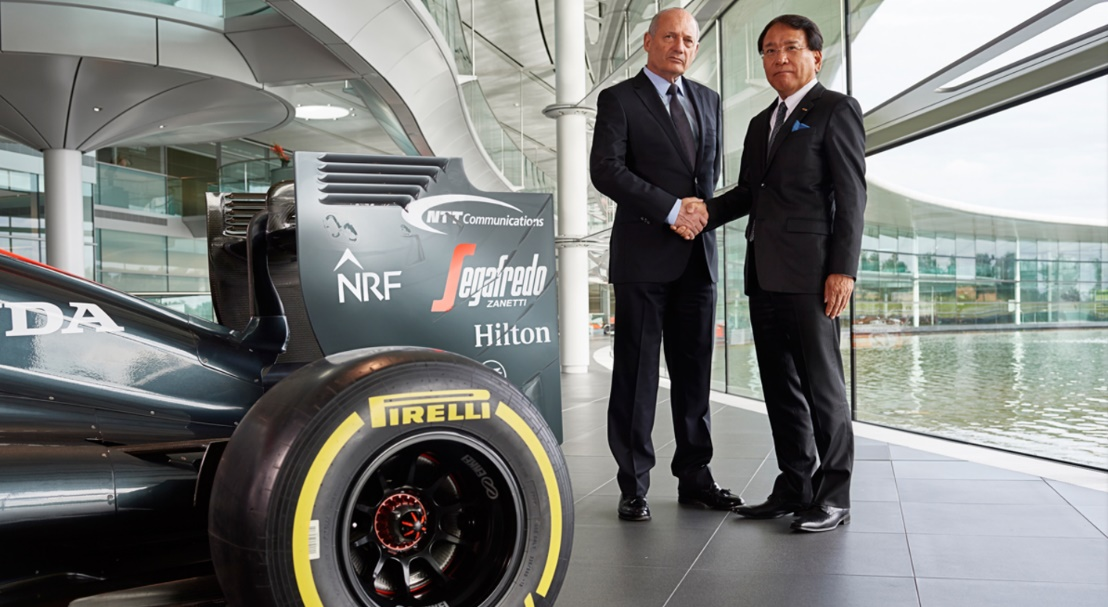 DA
NTT Communications
NRF
Segafredo
ZANETTI
Hilton
PIRELLI